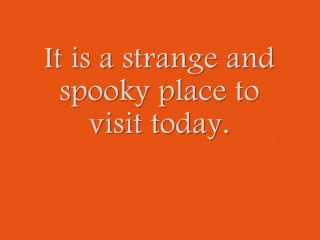 It is a strange and
spooky place to
visit today.